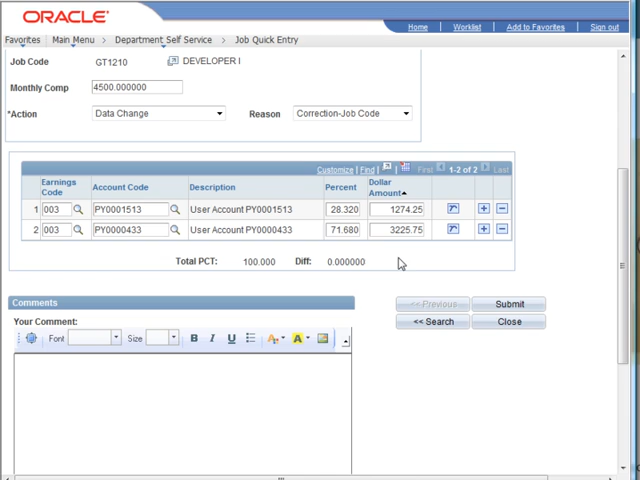 ORACLE
Home Worklist Add to Favorites Sign out
Favorites Main Menu > Department Self Service > Job Quick Entry
Job Code GT1210 DEVELOPER I
Monthly Comp 4500.000000
*Action Data Change Reason Correction-Job Code
Customize | Find | First 1-2 of 2 Last
Earnings Code Account Code Description Percent Dollar Amount
1 003 PY0001513 User Account PY0001513 28.320 1274.25
2 003 PY0000433 User Account PY0000433 71.680 3225.75
Total PCT: 100.000 Diff: 0.000000
Comments << Previous Submit
Your Comment: << Search Close
Font Size B I U A A